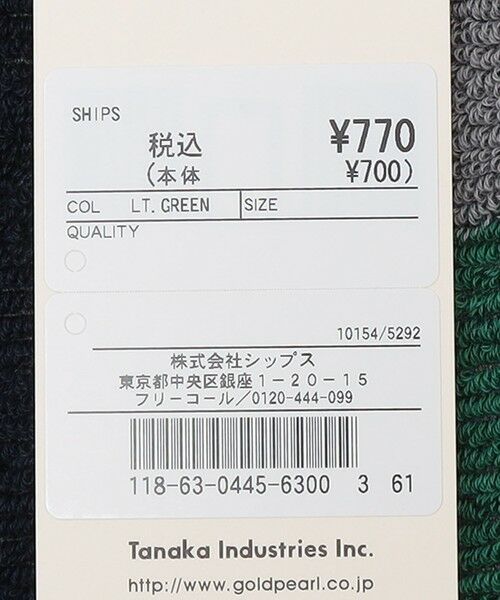 SHIPS
税込 ¥770
(本体 ¥700)
COL LT. GREEN SIZE
QUALITY
10154/5292
株式会社シップス
東京都中央区銀座1-20-15
フリーコール/0120-444-099
118-63-0445-6300 3 61
Tanaka Industries Inc.
http://www.goldpearl.co.jp